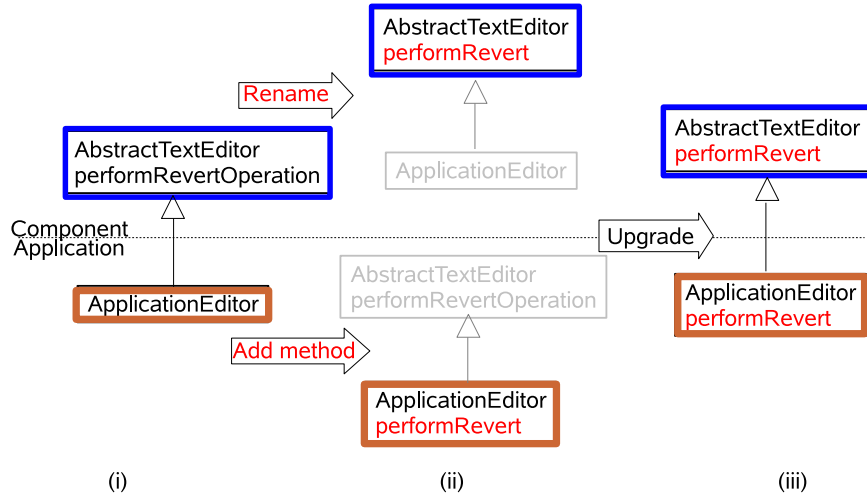 AbstractTextEditor
performRevert
Rename
ApplicationEditor
AbstractTextEditor
performRevertOperation
AbstractTextEditor
performRevert
Component
Application
Upgrade
ApplicationEditor
AbstractTextEditor
performRevertOperation
ApplicationEditor
performRevert
Add method
ApplicationEditor
performRevert
(i)
(ii)
(iii)